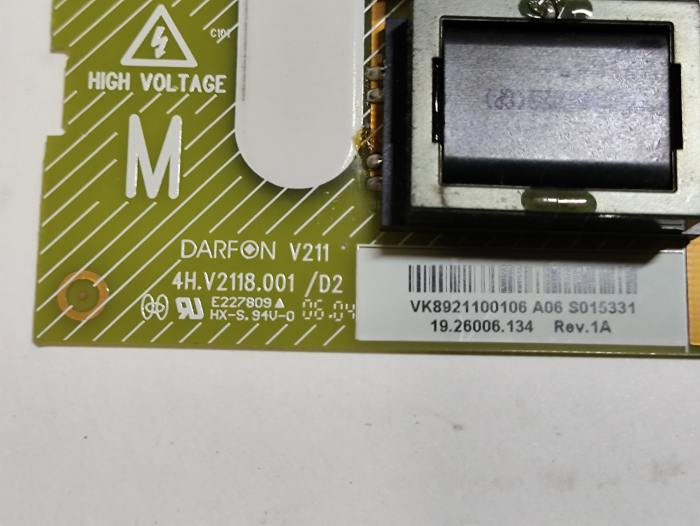 C101
HIGH VOLTAGE
M
DARFON V211
4H.V2118.001 /D2
E227809
HX-S. 94V-0 06.04
VK8921100106 A06 S015331
19.26006.134 Rev.1A